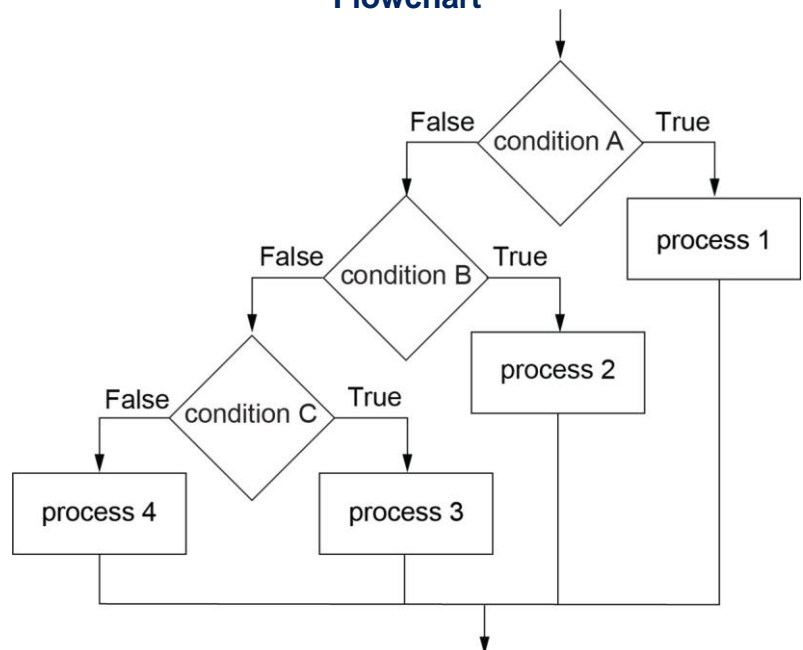 Flowchart
False
condition A
True
process 1
False
condition B
True
process 2
False
condition C
True
process 4
process 3